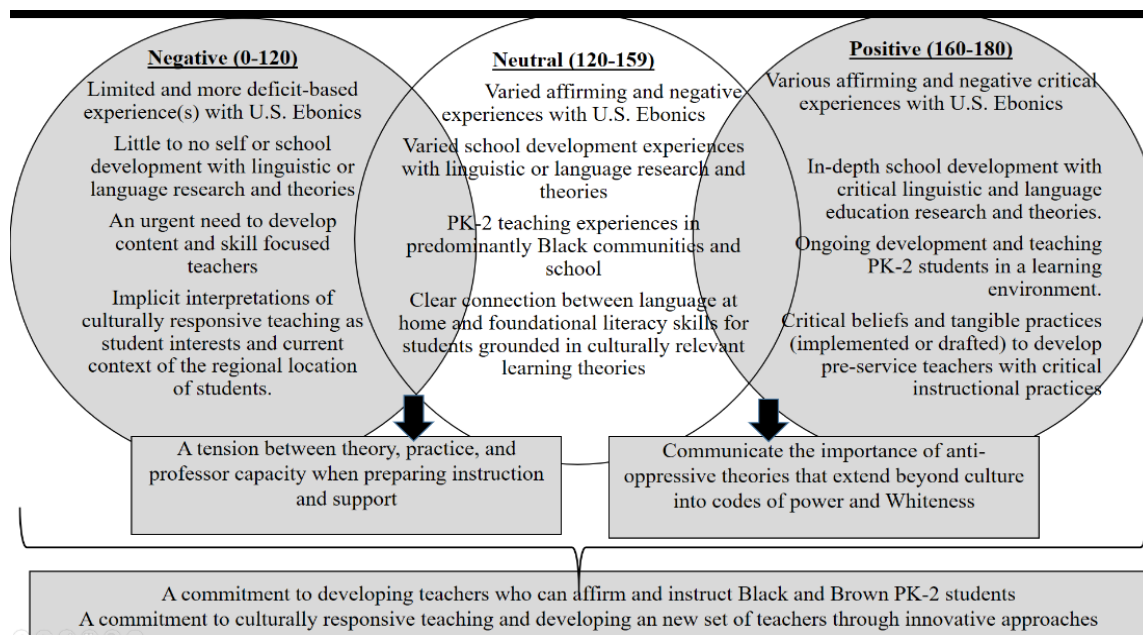 Negative (0-120)
Limited and more deficit-based
experience(s) with U.S. Ebonics
Little to no self or school
development with linguistic or
language research and theories
An urgent need to develop
content and skill focused
teachers
Implicit interpretations of
culturally responsive teaching as
student interests and current
context of the regional location
of students.
Neutral (120-159)
Varied affirming and negative
experiences with U.S. Ebonics
Varied school development experiences
with linguistic or language research and
theories
PK-2 teaching experiences in
predominantly Black communities and
school
Clear connection between language at
home and foundational literacy skills for
students grounded in culturally relevant
learning theories
Positive (160-180)
Various affirming and negative critical
experiences with U.S. Ebonics
In-depth school development with
critical linguistic and language
education research and theories.
Ongoing development and teaching
PK-2 students in a learning
environment.
Critical beliefs and tangible practices
(implemented or drafted) to develop
pre-service teachers with critical
instructional practices
A tension between theory, practice, and
professor capacity when preparing instruction
and support
Communicate the importance of anti-
oppressive theories that extend beyond culture
into codes of power and Whiteness
A commitment to developing teachers who can affirm and instruct Black and Brown PK-2 students
A commitment to culturally responsive teaching and developing an new set of teachers through innovative approaches